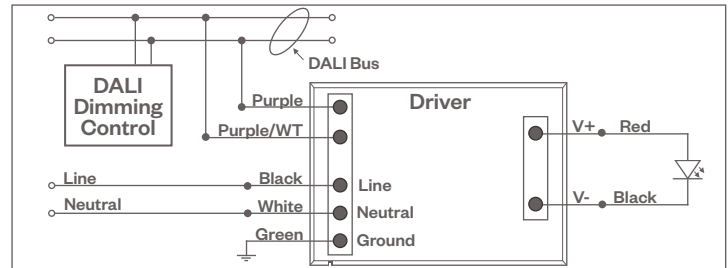 DALI Bus
DALI
Dimming
Control
Driver
Purple
Purple/WT
V+ Red
Line Black Line
Neutral White Neutral
V- Black
Green Ground